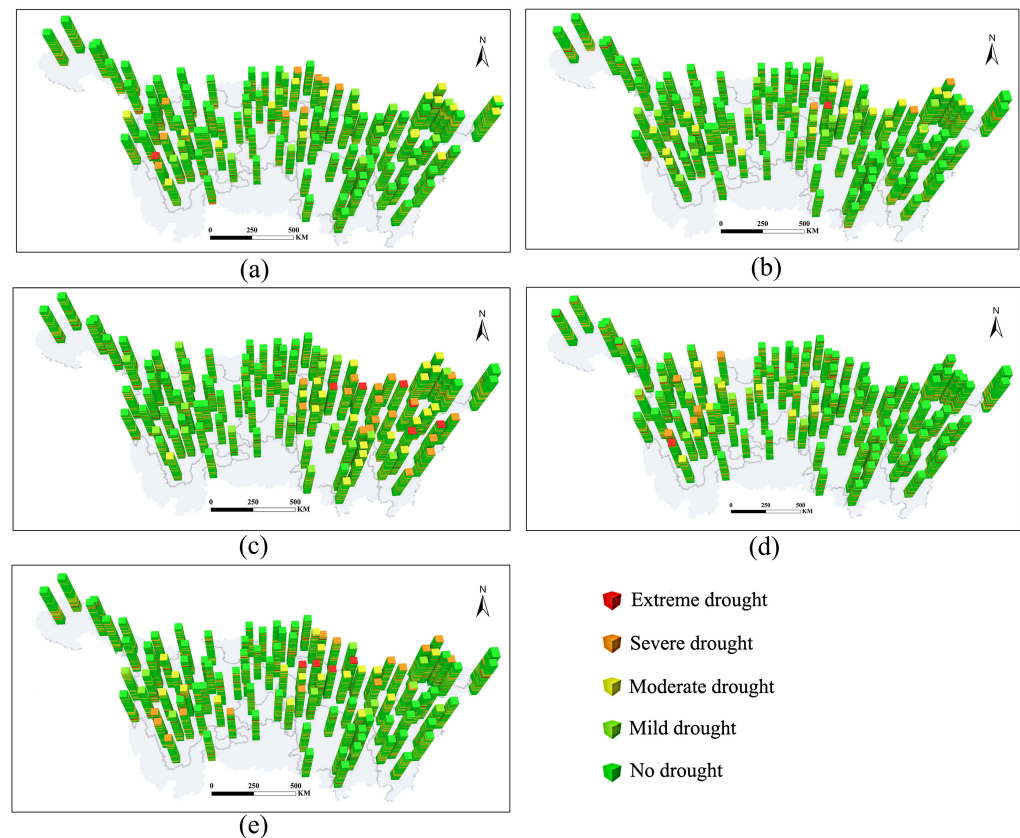 N
0 250 500
KM
(a)
N
0 250 500
KM
(b)
N
0 250 500
KM
(c)
N
0 250 500
KM
(d)
N
0 250 500
KM
(e)
Extreme drought
Severe drought
Moderate drought
Mild drought
No drought